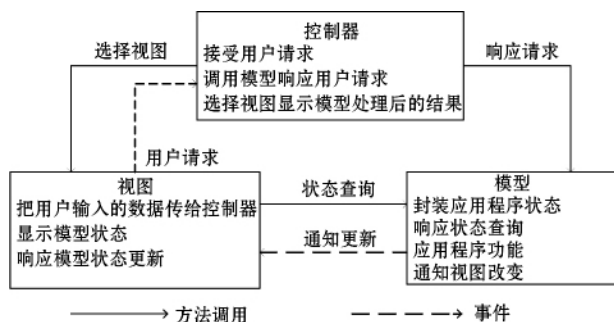 控制器
接受用户请求
调用模型响应用户请求
选择视图显示模型处理后的结果
选择视图
响应请求
用户请求
视图
把用户输入的数据传给控制器
显示模型状态
响应模型状态更新
状态查询
通知更新
模型
封装应用程序状态
响应状态查询
应用程序功能
通知视图改变
方法调用
事件